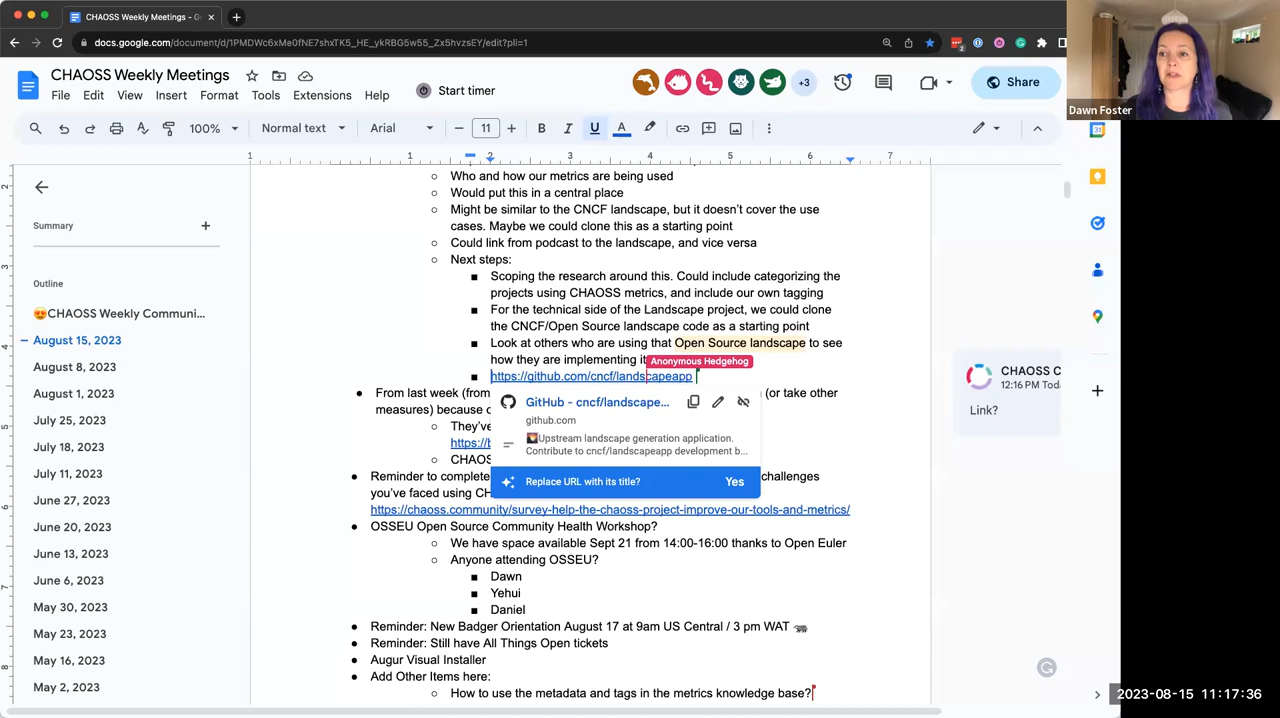 CHAOSS Weekly Meetings - G
docs.google.com/document/d/1PMDWc6xMe0fNE7shxTK5_HE_ykRBG5w55_Zx5hvzsEY/edit?pli=1
Dawn Foster
CHAOSS Weekly Meetings
File Edit View Insert Format Tools Extensions Help
Start timer
+3
Share
100% Normal text Arial 11
1 1 2 3 4 5 6 7
Summary
Outline
😍CHAOSS Weekly Communi...
August 15, 2023
August 8, 2023
August 1, 2023
July 25, 2023
July 18, 2023
July 11, 2023
June 27, 2023
June 20, 2023
June 13, 2023
June 6, 2023
May 30, 2023
May 23, 2023
May 16, 2023
May 2, 2023
Who and how our metrics are being used
Would put this in a central place
Might be similar to the CNCF landscape, but it doesn't cover the use
cases. Maybe we could clone this as a starting point
Could link from podcast to the landscape, and vice versa
Next steps:
Scoping the research around this. Could include categorizing the
projects using CHAOSS metrics, and include our own tagging
For the technical side of the Landscape project, we could clone
the CNCF/Open Source landscape code as a starting point
Look at others who are using that Open Source landscape to see
how they are implementing it
Anonymous Hedgehog
https://github.com/cncf/landscapeapp
From last week (from (or take other
measures) because
They've
https://b
CHAOS
GitHub - cncf/landscape...
github.com
🌄Upstream landscape generation application.
Contribute to cncf/landscapeapp development b...
Replace URL with its title? Yes
Reminder to complete challenges
you've faced using CH
https://chaoss.community/survey-help-the-chaoss-project-improve-our-tools-and-metrics/
OSSEU Open Source Community Health Workshop?
We have space available Sept 21 from 14:00-16:00 thanks to Open Euler
Anyone attending OSSEU?
Dawn
Yehui
Daniel
Reminder: New Badger Orientation August 17 at 9am US Central / 3 pm WAT 🦡
Reminder: Still have All Things Open tickets
Augur Visual Installer
Add Other Items here:
How to use the metadata and tags in the metrics knowledge base?
CHAOSS C
12:16 PM Toda
Link?
2023-08-15 11:17:36